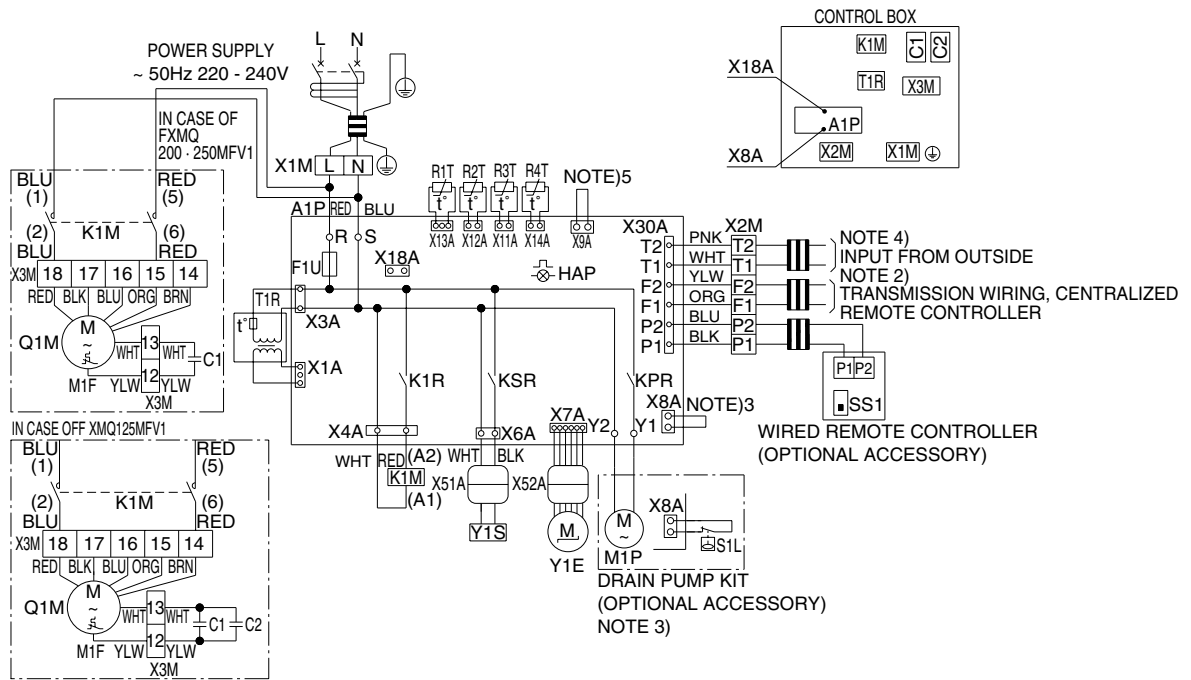 POWER SUPPLY
~ 50Hz 220 - 240V
L N
IN CASE OF
FXMQ
200 · 250MFV1
X1M L N
CONTROL BOX
K1M C1 C2
X18A
T1R X3M
A1P
X8A
X2M X1M
BLU RED
(1) (5)
(2) K1M (6)
BLU RED
X3M 18 17 16 15 14
RED BLK BLU ORG BRN
M
~
Q1M
WHT 13 WHT C1
12
M1F YLW YLW
X3M
A1P RED BLU
R S
F1U
X18A
R1T R2T R3T R4T NOTE)5
t° t° t° t°
X13A X12A X11A X14A X9A
HAP
T1R
t°
X3A
X1A
K1R KSR KPR
X30A X2M
T2 PNK T2
T1 WHT T1
F2 YLW F2
F1 ORG F1
P2 BLU P2
P1 BLK P1
NOTE 4)
INPUT FROM OUTSIDE
NOTE 2)
TRANSMISSION WIRING, CENTRALIZED
REMOTE CONTROLLER
P1 P2
SS1
WIRED REMOTE CONTROLLER
(OPTIONAL ACCESSORY)
X4A X6A X7A Y2 Y1 X8A NOTE)3
WHT RED (A2) WHT BLK
K1M
(A1)
X51A X52A
Y1S
M
Y1E
M
~
M1P
X8A
S1L
DRAIN PUMP KIT
(OPTIONAL ACCESSORY)
NOTE 3)
IN CASE OFF XMQ125MFV1
BLU RED
(1) (5)
(2) K1M (6)
BLU RED
X3M 18 17 16 15 14
RED BLK BLU ORG BRN
M
~
Q1M
WHT 13 WHT C1 C2
12
M1F YLW YLW
X3M